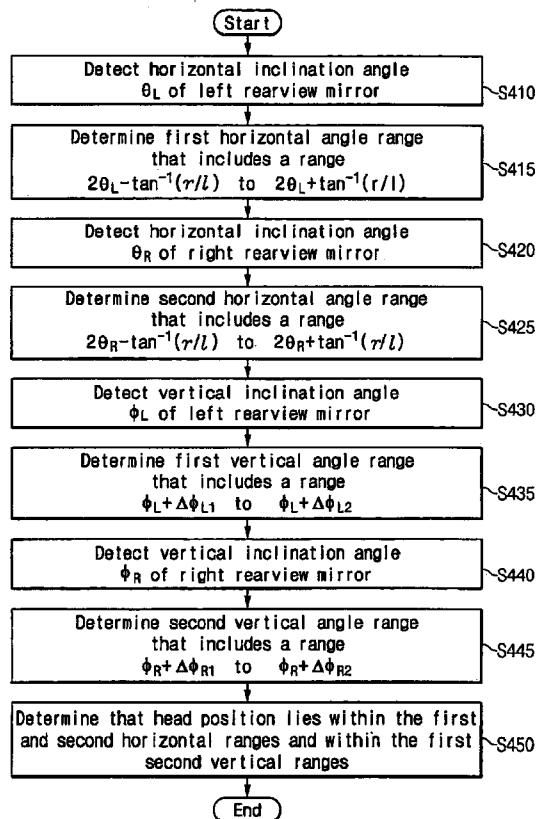 Start
Detect horizontal inclination angle
θL of left rearview mirror
S410
Determine first horizontal angle range
that includes a range
2θL−tan⁻¹(r/l) to 2θL+tan⁻¹(r/l)
S415
Detect horizontal inclination angle
θR of right rearview mirror
S420
Determine second horizontal angle range
that includes a range
2θR−tan⁻¹(r/l) to 2θR+tan⁻¹(r/l)
S425
Detect vertical inclination angle
ϕL of left rearview mirror
S430
Determine first vertical angle range
that includes a range
ϕL+ΔϕL1 to ϕL+ΔϕL2
S435
Detect vertical inclination angle
ϕR of right rearview mirror
S440
Determine second vertical angle range
that includes a range
ϕR+ΔϕR1 to ϕR+ΔϕR2
S445
Determine that head position lies within the first
and second horizontal ranges and within the first
second vertical ranges
S450
End